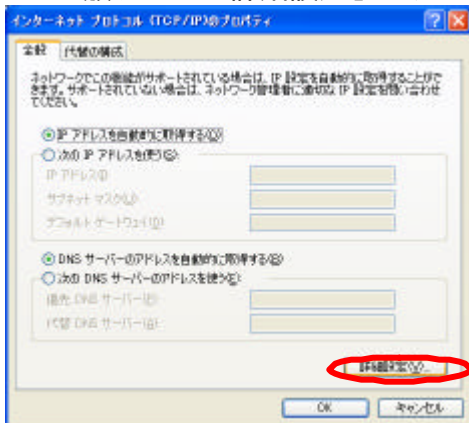 インターネット プロトコル (TCP/IP)のプロパティ
全般
代替の構成
ネットワークでこの機能がサポートされている場合は、IP 設定を自動的に取得することがで
きます。サポートされていない場合は、ネットワーク管理者に適切な IP 設定を問い合わせ
てください。
IP アドレスを自動的に取得する(O)
次の IP アドレスを使う(S):
IP アドレス(I):
サブネット マスク(U):
デフォルト ゲートウェイ(D):
DNS サーバーのアドレスを自動的に取得する(B)
次の DNS サーバーのアドレスを使う(E):
優先 DNS サーバー(P):
代替 DNS サーバー(A):
詳細設定(V)...
OK
キャンセル